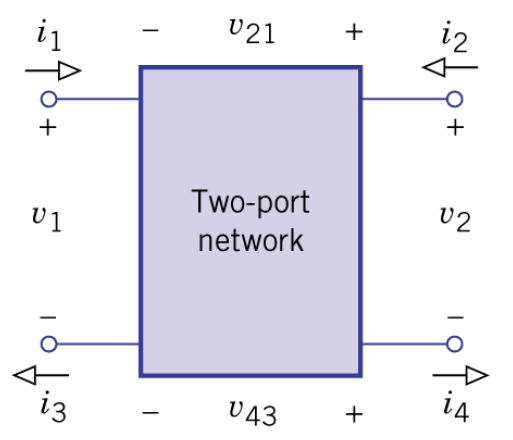 i₁ − v₂₁ + i₂
+ +
v₁ Two-port network v₂
− −
i₃ − v₄₃ + i₄